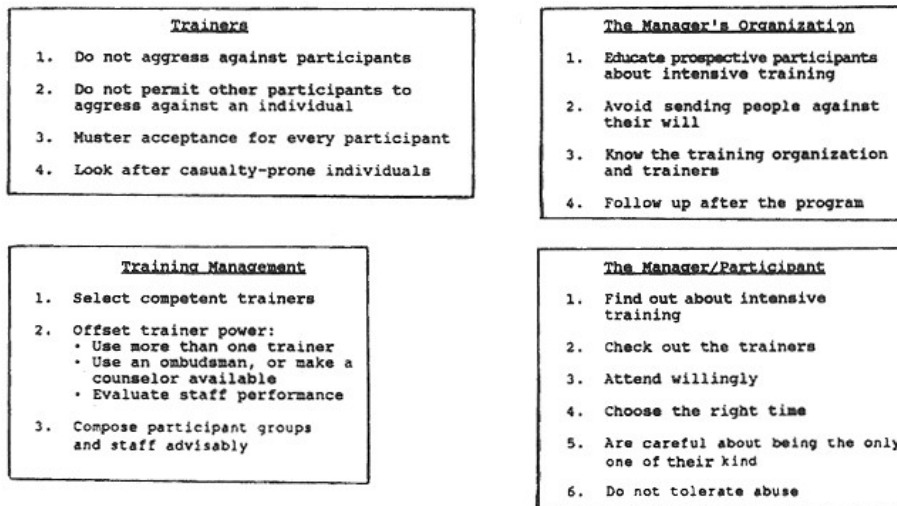 Trainers
1. Do not aggress against participants
2. Do not permit other participants to
aggress against an individual
3. Muster acceptance for every participant
4. Look after casualty-prone individuals
The Manager's Organization
1. Educate prospective participants
about intensive training
2. Avoid sending people against
their will
3. Know the training organization
and trainers
4. Follow up after the program
Training Management
1. Select competent trainers
2. Offset trainer power:
• Use more than one trainer
• Use an ombudsman, or make a
counselor available
• Evaluate staff performance
3. Compose participant groups
and staff advisably
The Manager/Participant
1. Find out about intensive
training
2. Check out the trainers
3. Attend willingly
4. Choose the right time
5. Are careful about being the only
one of their kind
6. Do not tolerate abuse